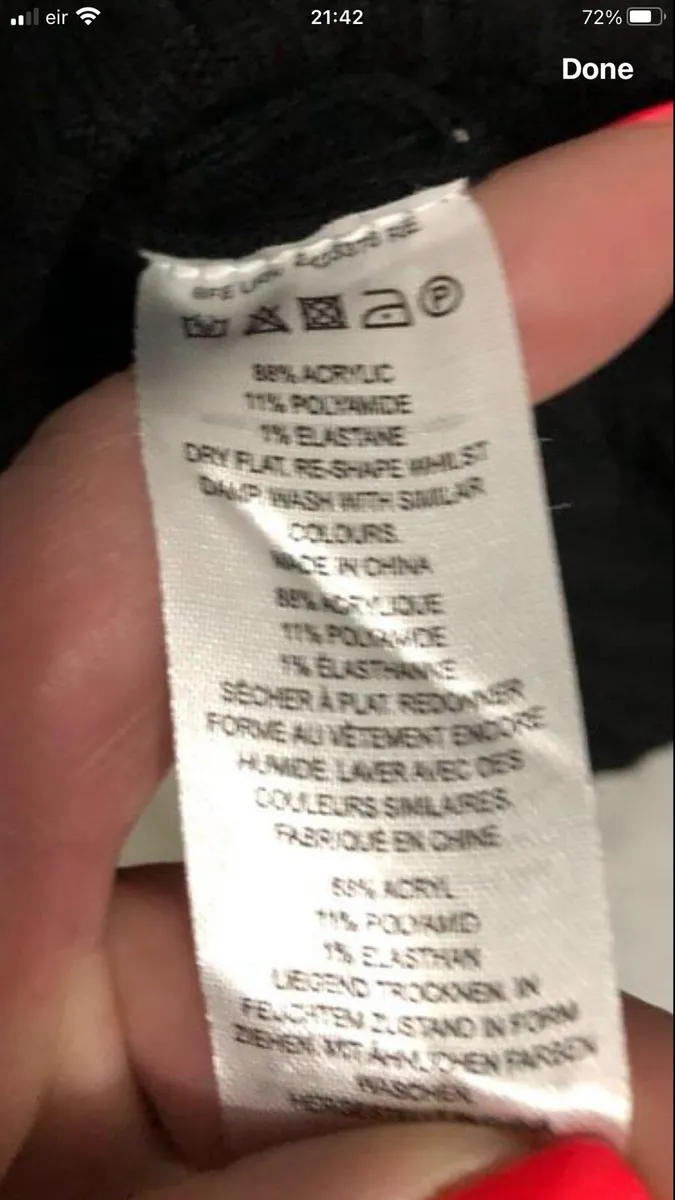 eir
21:42
72%
Done
P
88% ACRYLIC
11% POLYAMIDE
1% ELASTANE
DRY FLAT. RE-SHAPE WHILST
DAMP. WASH WITH SIMILAR
COLOURS.
MADE IN CHINA
88% ACRYLIQUE
11% POLYAMIDE
1% ÉLASTHANNE
SÉCHER À PLAT. REDONNER
FORME AU VÊTEMENT ENCORE
HUMIDE. LAVER AVEC DES
COULEURS SIMILAIRES.
FABRIQUÉ EN CHINE
88% ACRYL
11% POLYAMID
1% ELASTHAN
LIEGEND TROCKNEN. IN
FEUCHTEM ZUSTAND IN FORM
ZIEHEN. MIT ÄHNLICHEN FARBEN
WASCHEN.